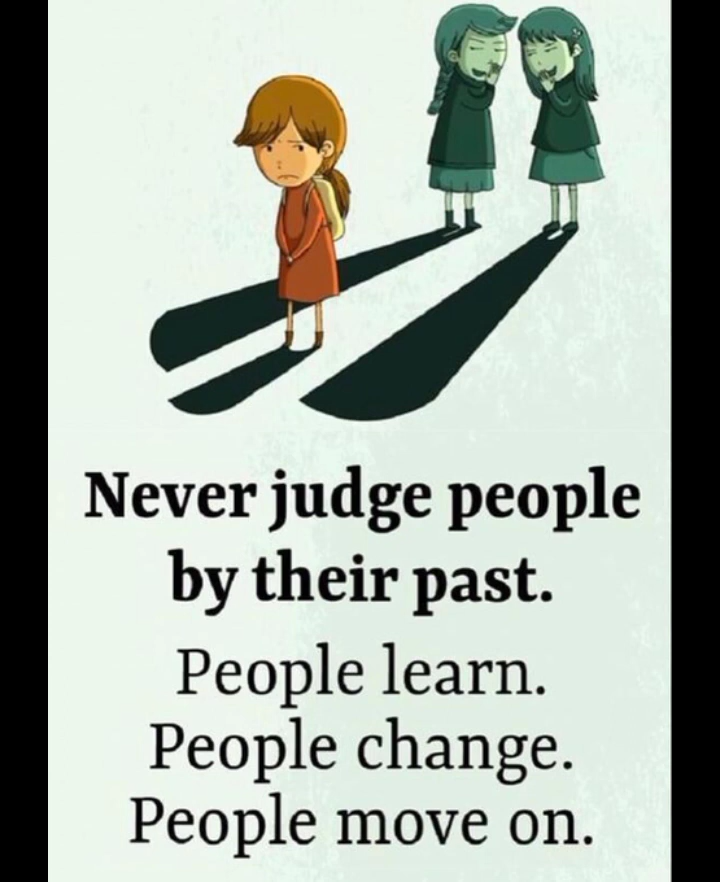 Never judge people
by their past.
People learn.
People change.
People move on.